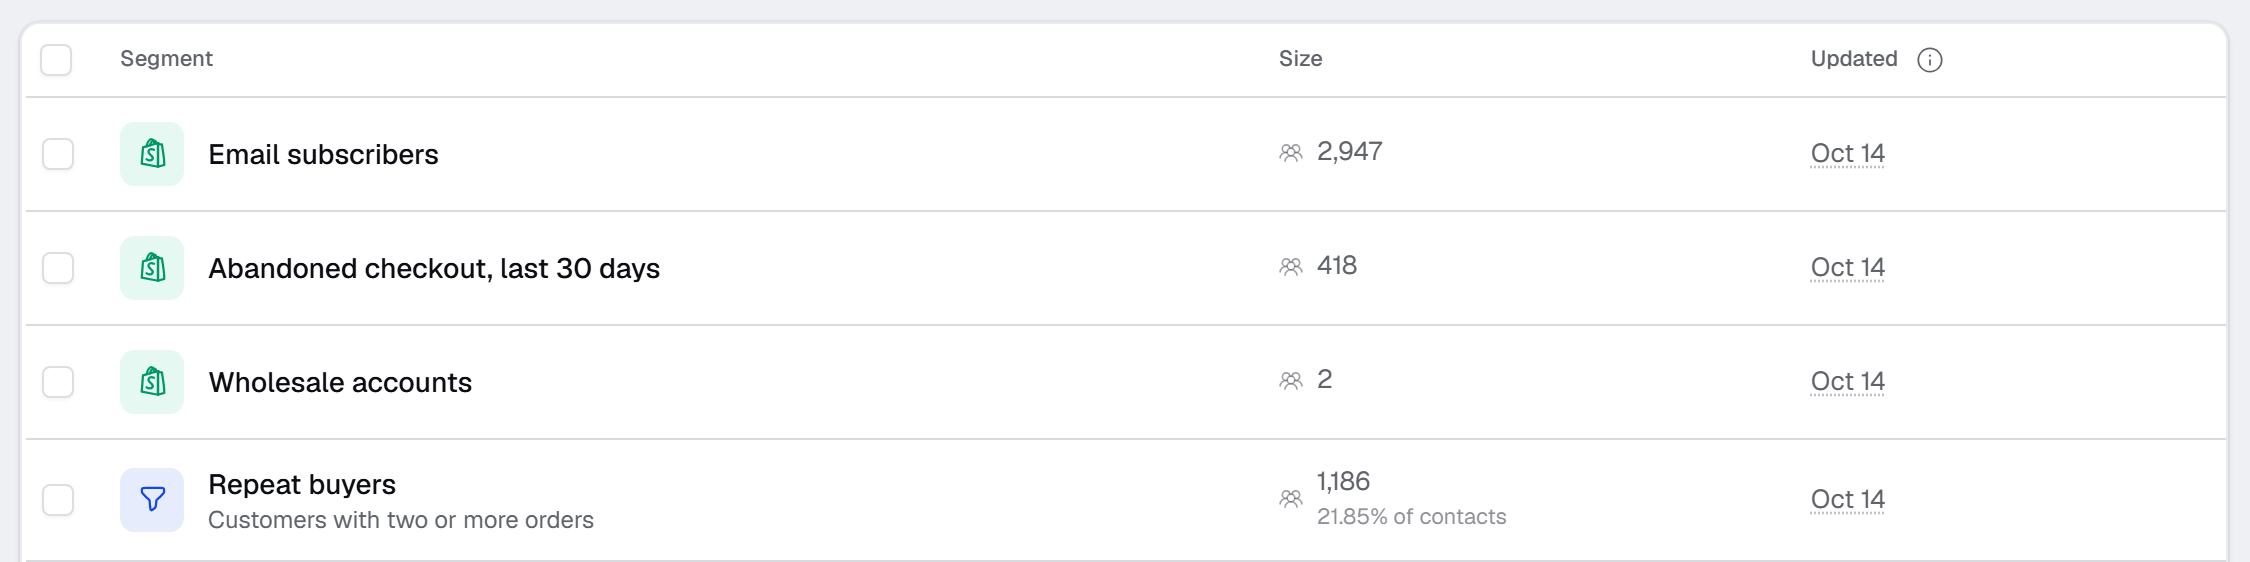 Segment Size Updated
Email subscribers 2,947 Oct 14
Abandoned checkout, last 30 days 418 Oct 14
Wholesale accounts 2 Oct 14
Repeat buyers 1,186 Oct 14
Customers with two or more orders 21.85% of contacts